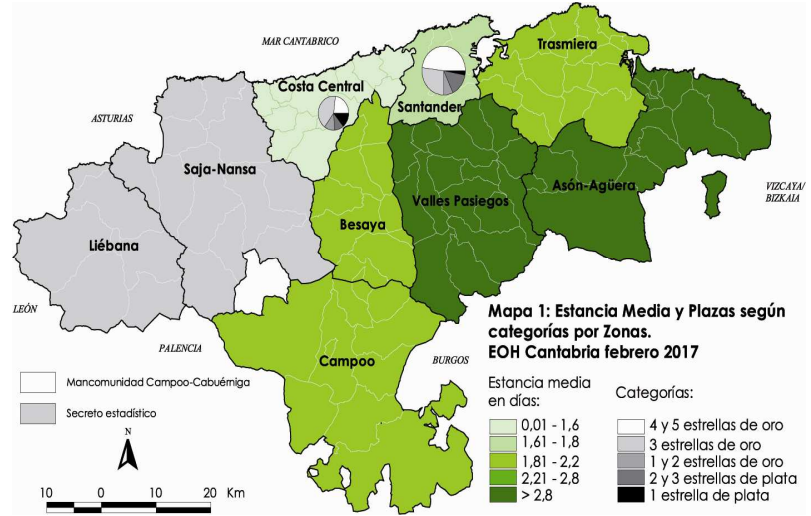 MAR CANTABRICO
Trasmiera
Costa Central
Santander
ASTURIAS
Saja-Nansa
Valles Pasiegos
Asón-Agüera
VIZCAYA/
BIZKAIA
Besaya
Liébana
LEÓN
Mapa 1: Estancia Media y Plazas según
categorías por Zonas.
EOH Cantabria febrero 2017
PALENCIA
Campoo
BURGOS
Mancomunidad Campoo-Cabuérniga
Secreto estadístico
Estancia media
en días:
0,01 - 1,6
1,61 - 1,8
1,81 - 2,2
2,21 - 2,8
> 2,8
Categorías:
4 y 5 estrellas de oro
3 estrellas de oro
1 y 2 estrellas de oro
2 y 3 estrellas de plata
1 estrella de plata
N
10 0 10 20 Km